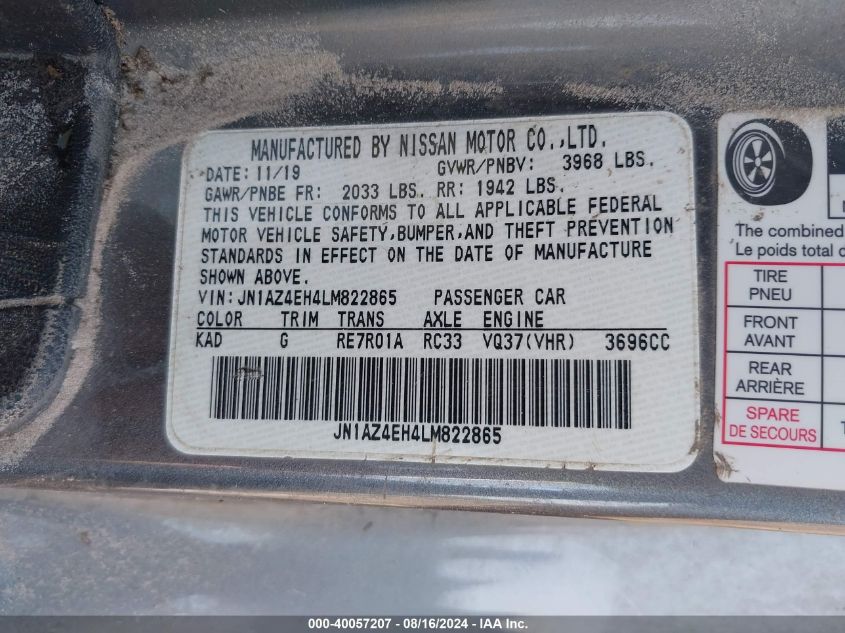 MANUFACTURED BY NISSAN MOTOR CO.,LTD.
DATE: 11/19 GVWR/PNBV: 3968 LBS.
GAWR/PNBE FR: 2033 LBS. RR: 1942 LBS.
THIS VEHICLE CONFORMS TO ALL APPLICABLE FEDERAL
MOTOR VEHICLE SAFETY,BUMPER,AND THEFT PREVENTION
STANDARDS IN EFFECT ON THE DATE OF MANUFACTURE
SHOWN ABOVE.
VIN:JN1AZ4EH4LM822865 PASSENGER CAR
COLOR TRIM TRANS AXLE ENGINE
KAD G RE7R01A RC33 VQ37(VHR) 3696CC
JN1AZ4EH4LM822865
The combined
Le poids total
TIRE
PNEU
FRONT
AVANT
REAR
ARRIÈRE
SPARE
DE SECOURS
000-40057207 - 08/16/2024 - IAA Inc.